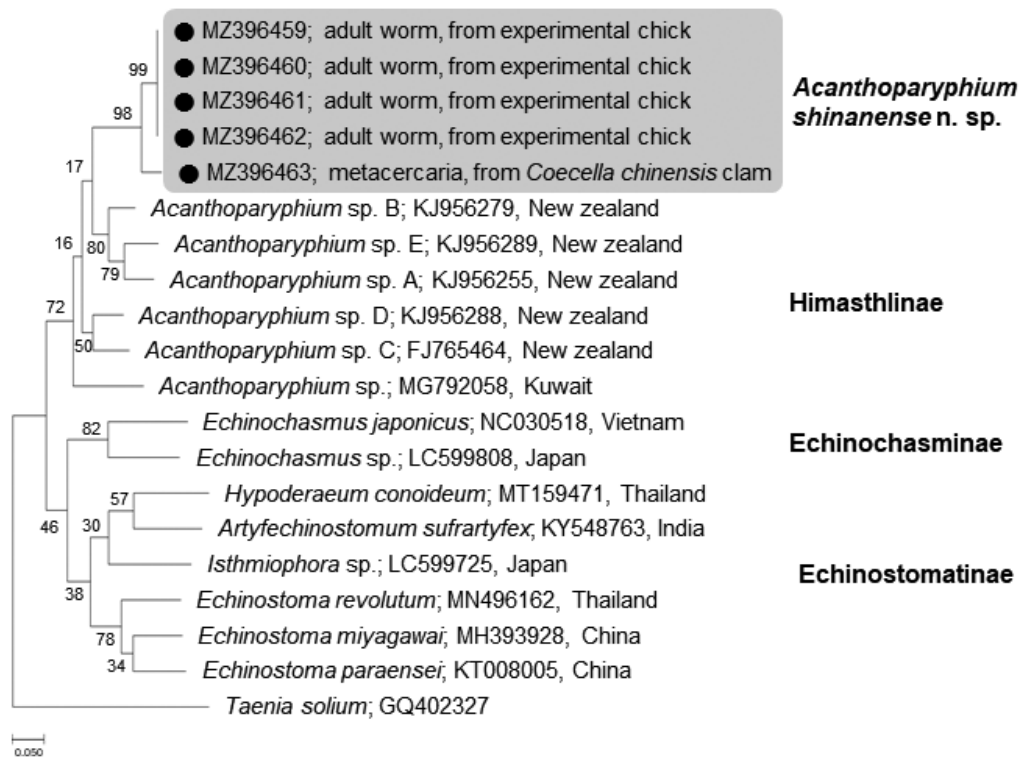 MZ396459; adult worm, from experimental chick
99
MZ396460; adult worm, from experimental chick
Acanthoparyphium
shinanense n. sp.
MZ396461; adult worm, from experimental chick
98
MZ396462; adult worm, from experimental chick
17
MZ396463; metacercaria, from Coecella chinensis clam
Acanthoparyphium sp. B; KJ956279, New zealand
16
80
Acanthoparyphium sp. E; KJ956289, New zealand
79
Acanthoparyphium sp. A; KJ956255, New zealand
Himasthlinae
72
Acanthoparyphium sp. D; KJ956288, New zealand
50
Acanthoparyphium sp. C; FJ765464, New zealand
Acanthoparyphium sp.; MG792058, Kuwait
82
Echinochasmus japonicus; NC030518, Vietnam
Echinochasminae
Echinochasmus sp.; LC599808, Japan
57
Hypoderaeum conoideum; MT159471, Thailand
46
30
Artyfechinostomum sufrartyfex; KY548763, India
Isthmiophora sp.; LC599725, Japan
Echinostomatinae
38
Echinostoma revolutum; MN496162, Thailand
78
Echinostoma miyagawai; MH393928, China
34
Echinostoma paraensei; KT008005, China
Taenia solium; GQ402327
0.050